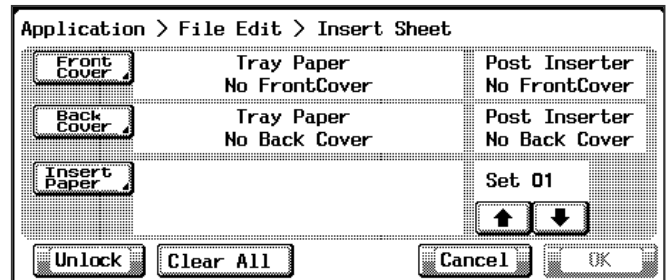 Application > File Edit > Insert Sheet
Front Cover
Tray Paper
No FrontCover
Post Inserter
No FrontCover
Back Cover
Tray Paper
No Back Cover
Post Inserter
No Back Cover
Insert Paper
Set 01
Unlock
Clear All
Cancel
OK